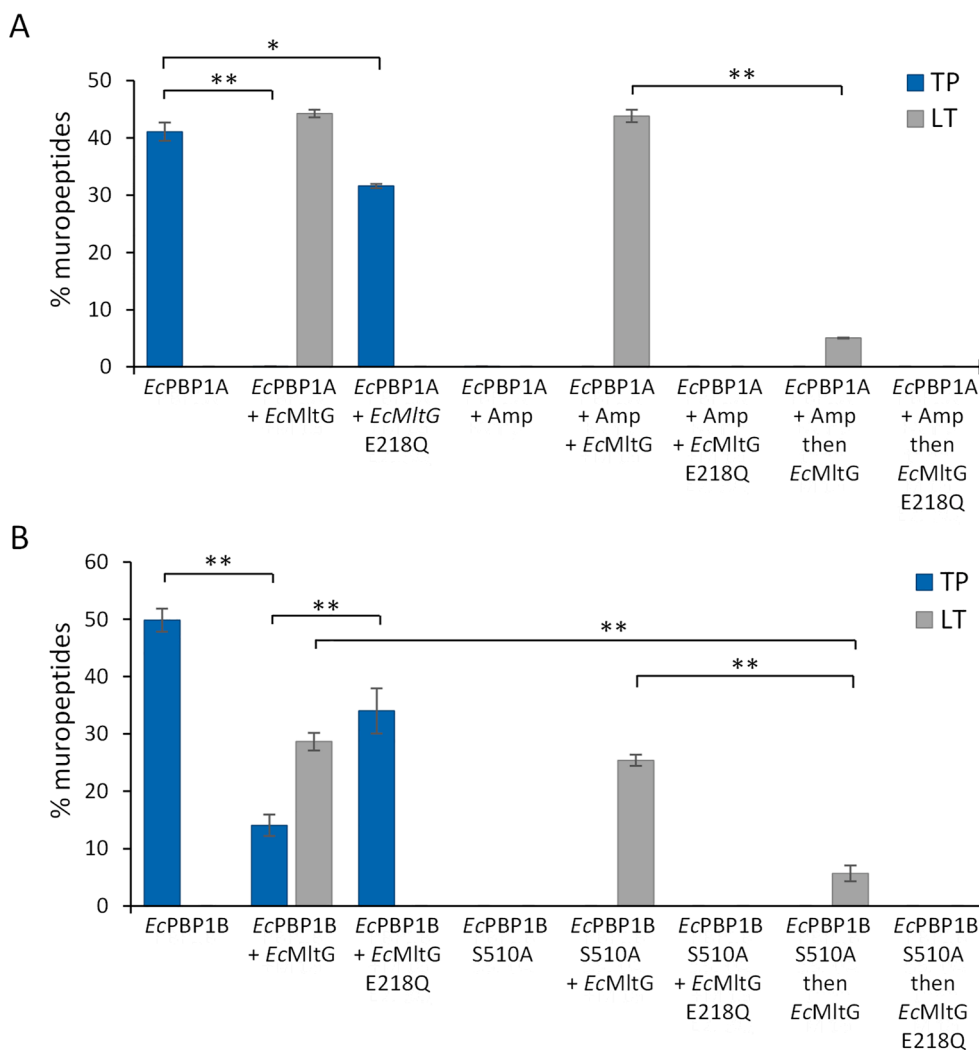 A
TP
LT
*
**
**
% muropeptides
50
40
30
20
10
0
EcPBP1A
EcPBP1A
+ EcMltG
EcPBP1A
+ EcMltG
E218Q
EcPBP1A
+ Amp
EcPBP1A
+ Amp
+ EcMltG
EcPBP1A
+ Amp
+ EcMltG
E218Q
EcPBP1A
+ Amp
then
EcMltG
EcPBP1A
+ Amp
then
EcMltG
E218Q
B
TP
LT
**
**
**
**
% muropeptides
60
50
40
30
20
10
0
EcPBP1B
EcPBP1B
+ EcMltG
EcPBP1B
+ EcMltG
E218Q
EcPBP1B
S510A
EcPBP1B
S510A
+ EcMltG
EcPBP1B
S510A
+ EcMltG
E218Q
EcPBP1B
S510A
then
EcMltG
EcPBP1B
S510A
then
EcMltG
E218Q